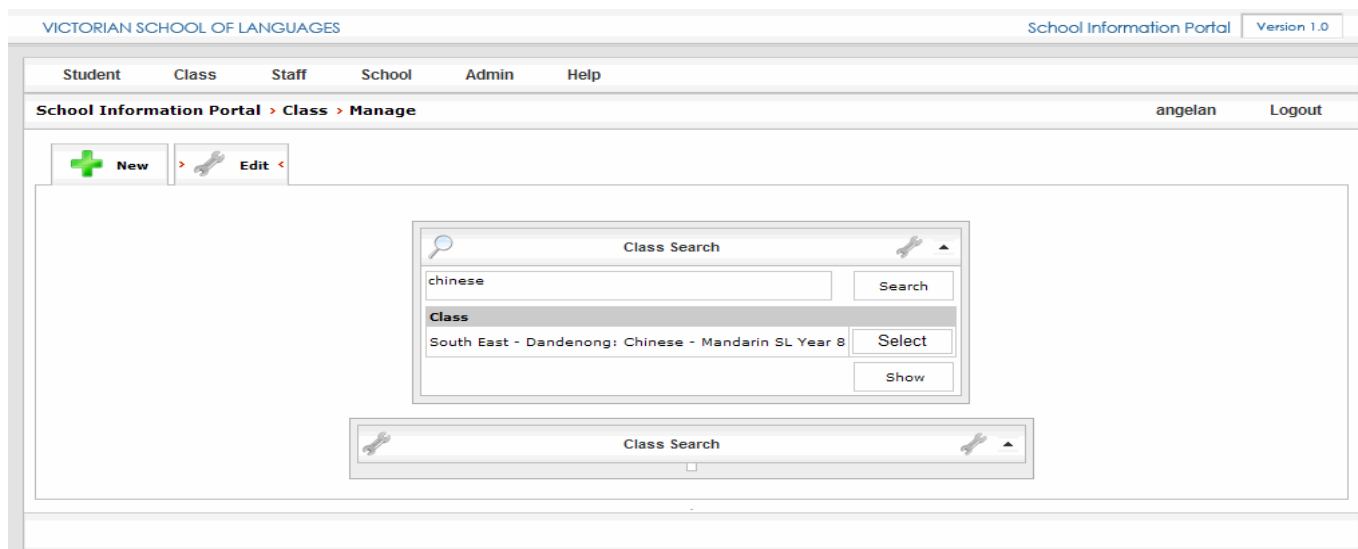 VICTORIAN SCHOOL OF LANGUAGES School Information Portal Version 1.0
Student Class Staff School Admin Help
School Information Portal > Class > Manage angelan Logout
New > Edit <
Class Search
chinese Search
Class
South East - Dandenong: Chinese - Mandarin SL Year 8 Select
Show
Class Search